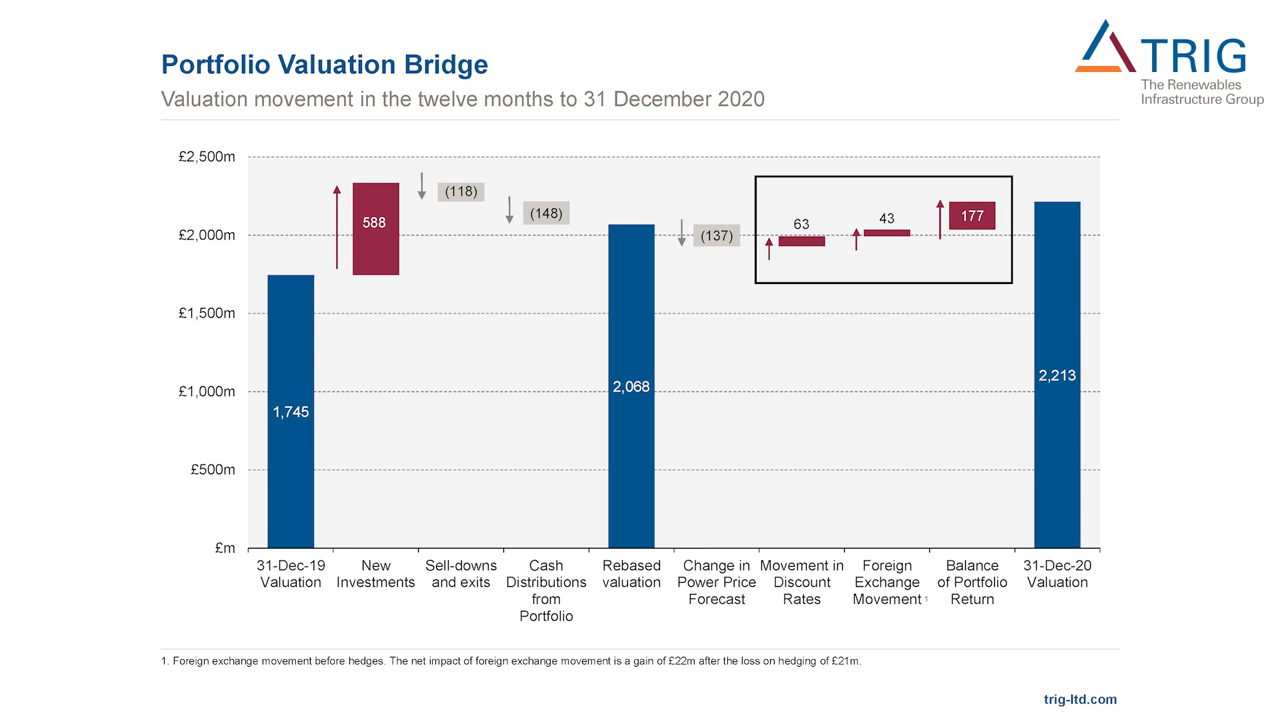 Portfolio Valuation Bridge
Valuation movement in the twelve months to 31 December 2020
TRIG
The Renewables
Infrastructure Group
£2,500m
£2,000m
£1,500m
£1,000m
£500m
£m
1,745
588
(118)
(148)
2,068
(137)
63
43
177
2,213
31-Dec-19
Valuation
New
Investments
Sell-downs
and exits
Cash
Distributions
from
Portfolio
Rebased
valuation
Change in
Power Price
Forecast
Movement in
Discount
Rates
Foreign
Exchange
Movement 1
Balance
of Portfolio
Return
31-Dec-20
Valuation
1. Foreign exchange movement before hedges. The net impact of foreign exchange movement is a gain of £22m after the loss on hedging of £21m.
trig-ltd.com